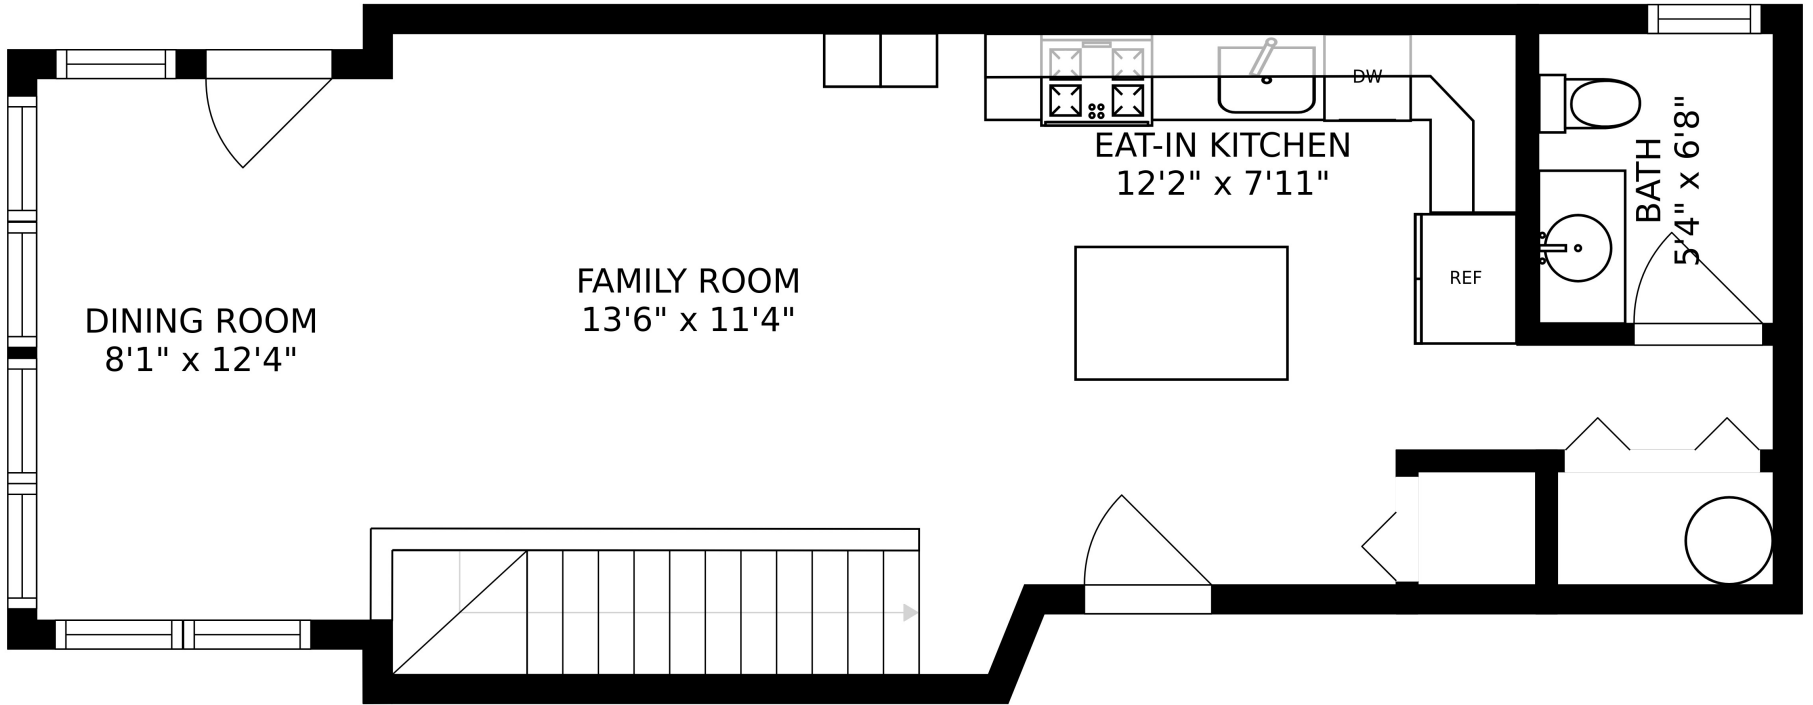 DINING ROOM
8'1" x 12'4"
FAMILY ROOM
13'6" x 11'4"
EAT-IN KITCHEN
12'2" x 7'11"
DW
REF
BATH
5'4" x 6'8"